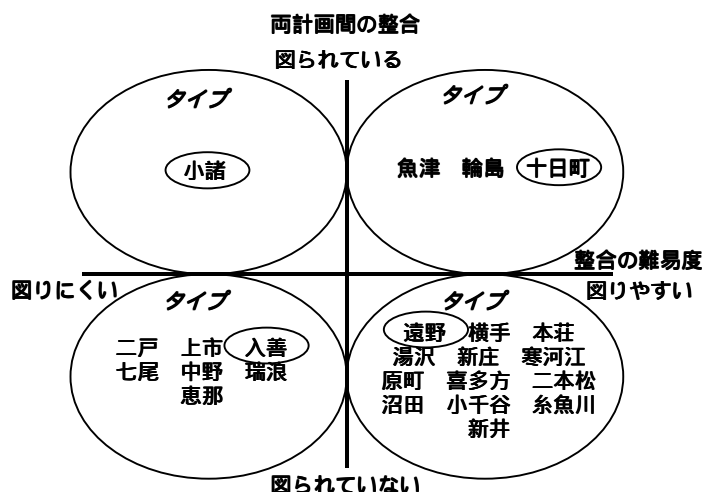 両計画間の整合
図られている
タイプ
タイプ
小諸
魚津 輪島 十日町
整合の難易度
図りにくい
図りやすい
タイプ
二戸 上市 入善
七尾 中野 瑞浪
恵那
タイプ
遠野 横手 本荘
湯沢 新庄 寒河江
原町 喜多方 二本松
沼田 小千谷 糸魚川
新井
図られていない